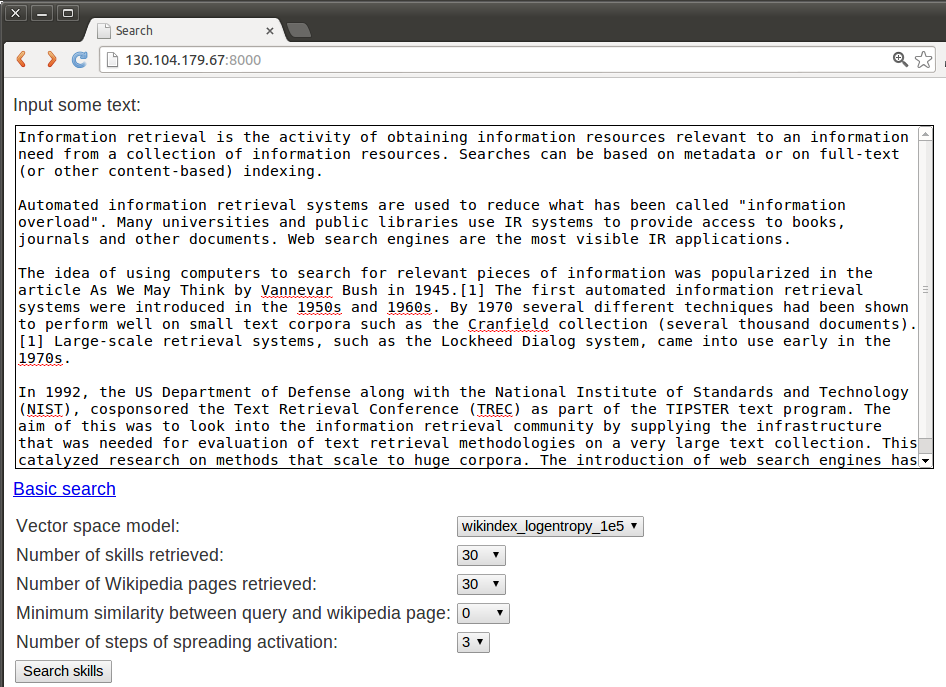 Search
130.104.179.67:8000
Input some text:
Information retrieval is the activity of obtaining information resources relevant to an information
need from a collection of information resources. Searches can be based on metadata or on full-text
(or other content-based) indexing.
Automated information retrieval systems are used to reduce what has been called "information
overload". Many universities and public libraries use IR systems to provide access to books,
journals and other documents. Web search engines are the most visible IR applications.
The idea of using computers to search for relevant pieces of information was popularized in the
article As We May Think by Vannevar Bush in 1945.[1] The first automated information retrieval
systems were introduced in the 1950s and 1960s. By 1970 several different techniques had been shown
to perform well on small text corpora such as the Cranfield collection (several thousand documents).
[1] Large-scale retrieval systems, such as the Lockheed Dialog system, came into use early in the
1970s.
In 1992, the US Department of Defense along with the National Institute of Standards and Technology
(NIST), cosponsored the Text Retrieval Conference (TREC) as part of the TIPSTER text program. The
aim of this was to look into the information retrieval community by supplying the infrastructure
that was needed for evaluation of text retrieval methodologies on a very large text collection. This
catalyzed research on methods that scale to huge corpora. The introduction of web search engines has
Basic search
Vector space model: wikindex_logentropy_1e5
Number of skills retrieved: 30
Number of Wikipedia pages retrieved: 30
Minimum similarity between query and wikipedia page: 0
Number of steps of spreading activation: 3
Search skills